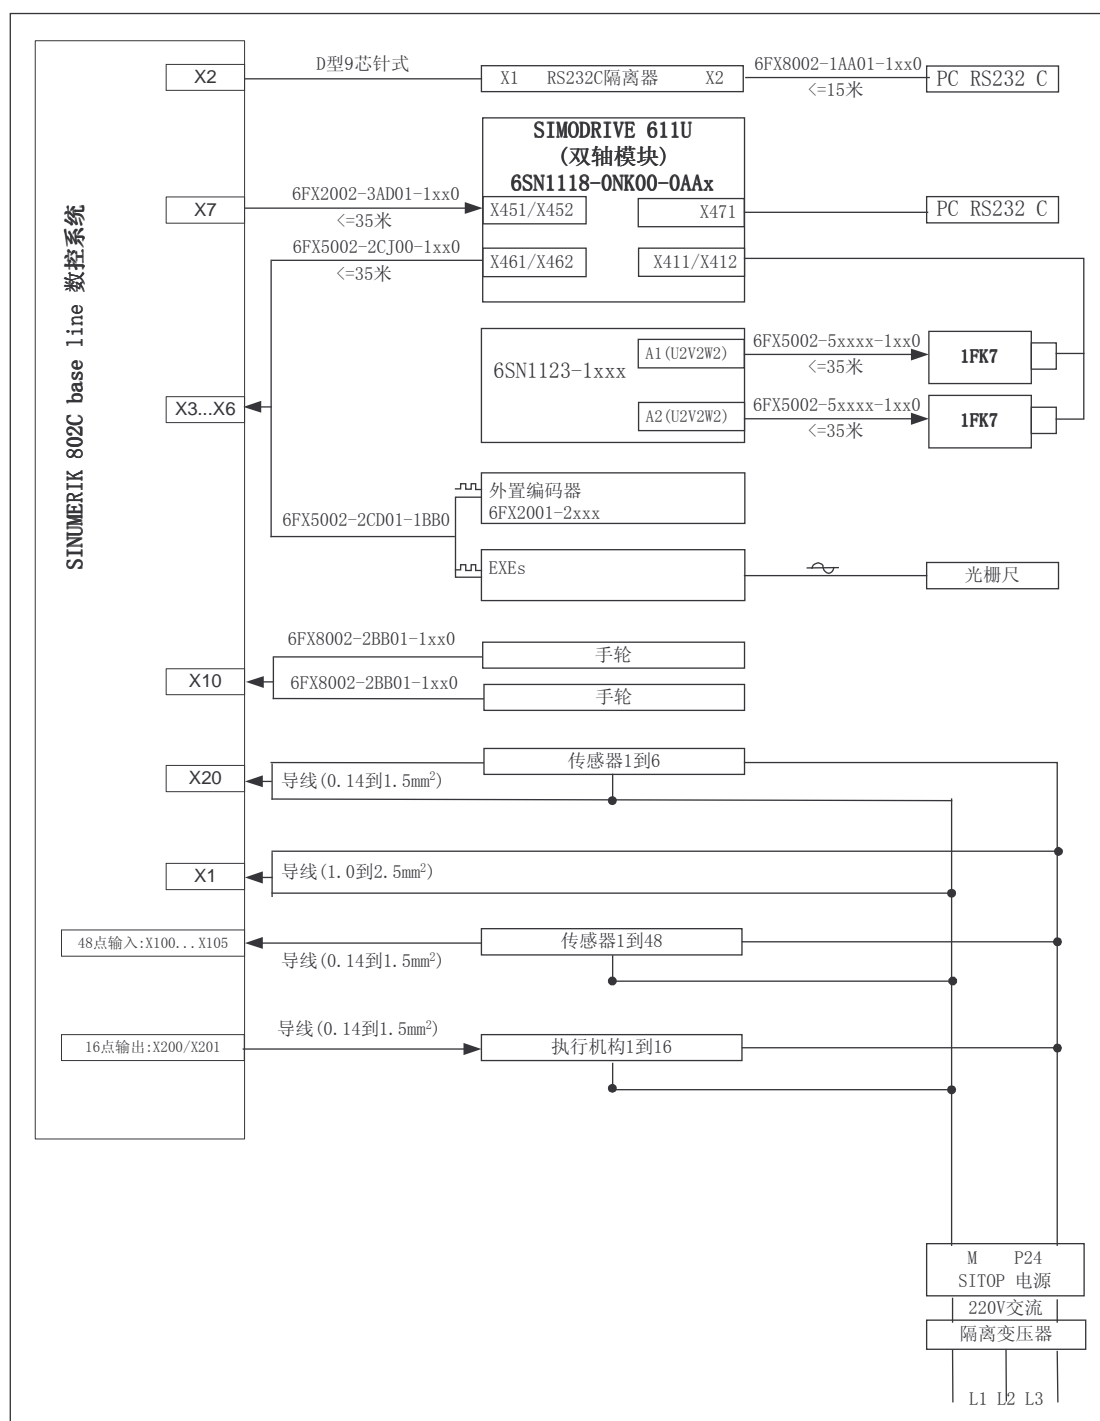 SINUMERIK 802C base line 数控系统
X2
D型9芯针式
X1 RS232C隔离器 X2
6FX8002-1AA01-1xx0
<=15米
PC RS232 C
SIMODRIVE 611U
(双轴模块)
6SN1118-0NK00-0AAx
X7
6FX2002-3AD01-1xx0
<=35米
X451/X452
X471
PC RS232 C
6FX5002-2CJ00-1xx0
<=35米
X461/X462
X411/X412
6SN1123-1xxx
A1(U2V2W2)
6FX5002-5xxxx-1xx0
<=35米
1FK7
X3...X6
A2(U2V2W2)
6FX5002-5xxxx-1xx0
<=35米
1FK7
6FX5002-2CD01-1BB0
外置编码器
6FX2001-2xxx
EXEs
光栅尺
X10
6FX8002-2BB01-1xx0
手轮
6FX8002-2BB01-1xx0
手轮
X20
导线(0.14到1.5mm²)
传感器1到6
X1
导线(1.0到2.5mm²)
48点输入:X100...X105
导线(0.14到1.5mm²)
传感器1到48
16点输出:X200/X201
导线(0.14到1.5mm²)
执行机构1到16
M P24
SITOP 电源
220V交流
隔离变压器
L1 L2 L3